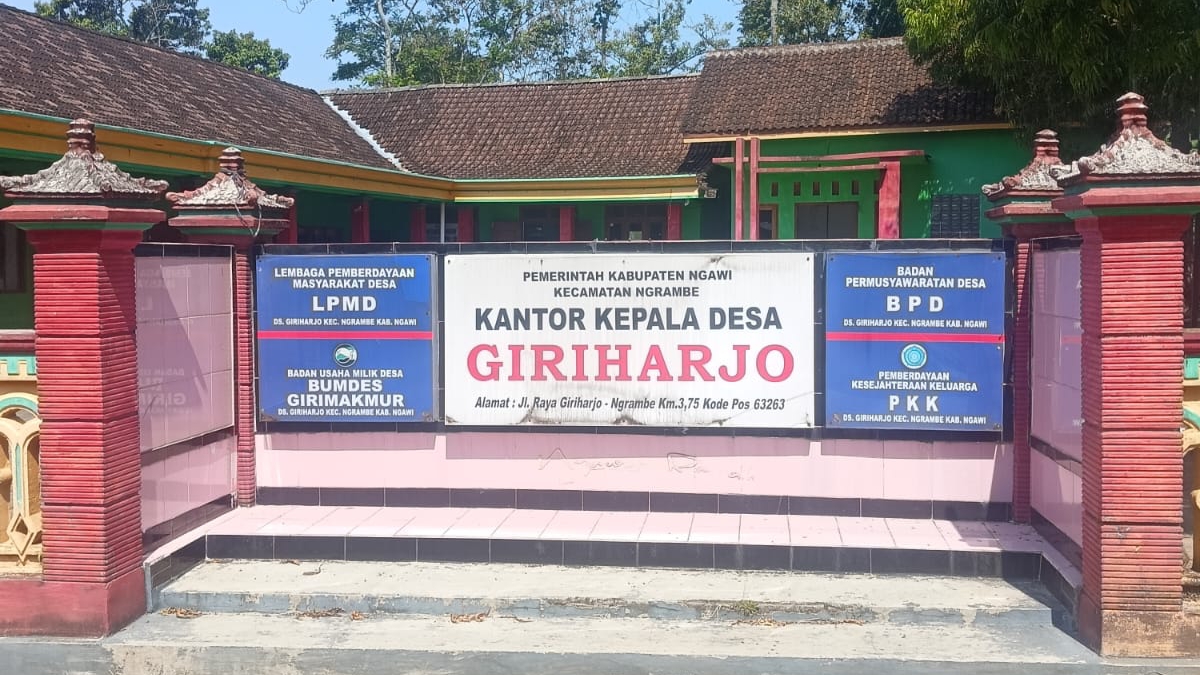 LEMBAGA PEMBERDAYAAN
MASYARAKAT DESA
LPMD
DS. GIRIHARJO KEC. NGRAMBE KAB. NGAWI
BADAN USAHA MILIK DESA
BUMDES
GIRIMAKMUR
DS. GIRIHARJO KEC. NGRAMBE KAB. NGAWI
PEMERINTAH KABUPATEN NGAWI
KECAMATAN NGRAMBE
KANTOR KEPALA DESA
GIRIHARJO
Alamat : Jl. Raya Giriharjo - Ngrambe Km.3,75 Kode Pos 63263
BADAN
PERMUSYAWARATAN DESA
BPD
DS. GIRIHARJO KEC. NGRAMBE KAB. NGAWI
PEMBERDAYAAN
KESEJAHTERAAN KELUARGA
PKK
DS. GIRIHARJO KEC. NGRAMBE KAB. NGAWI